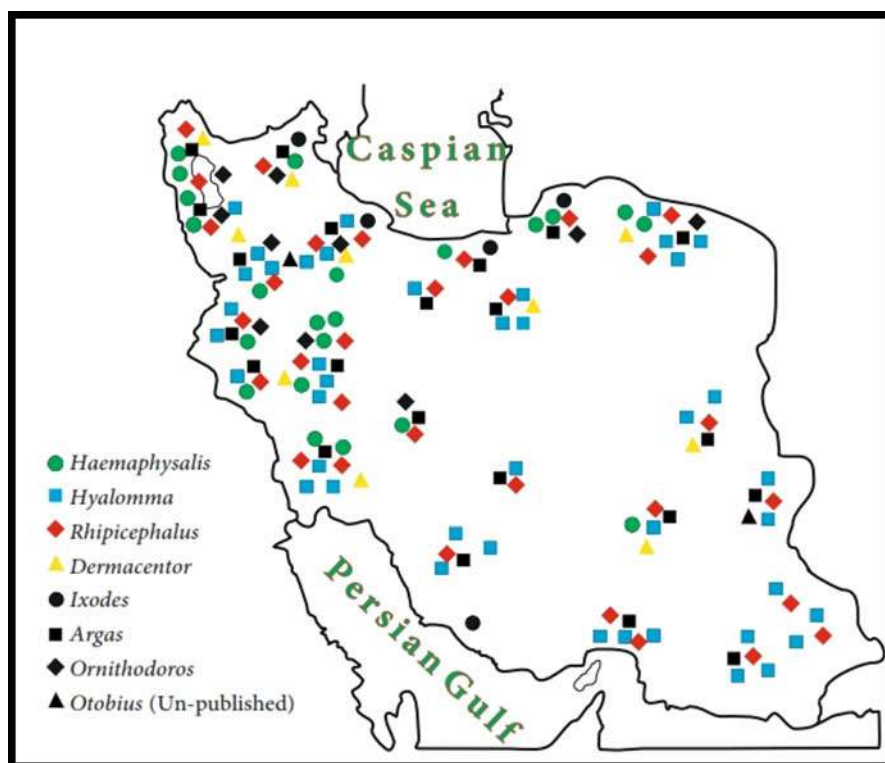 Caspian
Sea
Haemaphysalis
Hyalomma
Rhipicephalus
Dermacentor
Ixodes
Argas
Ornithodoros
Otobius (Un-published)
Persian Gulf